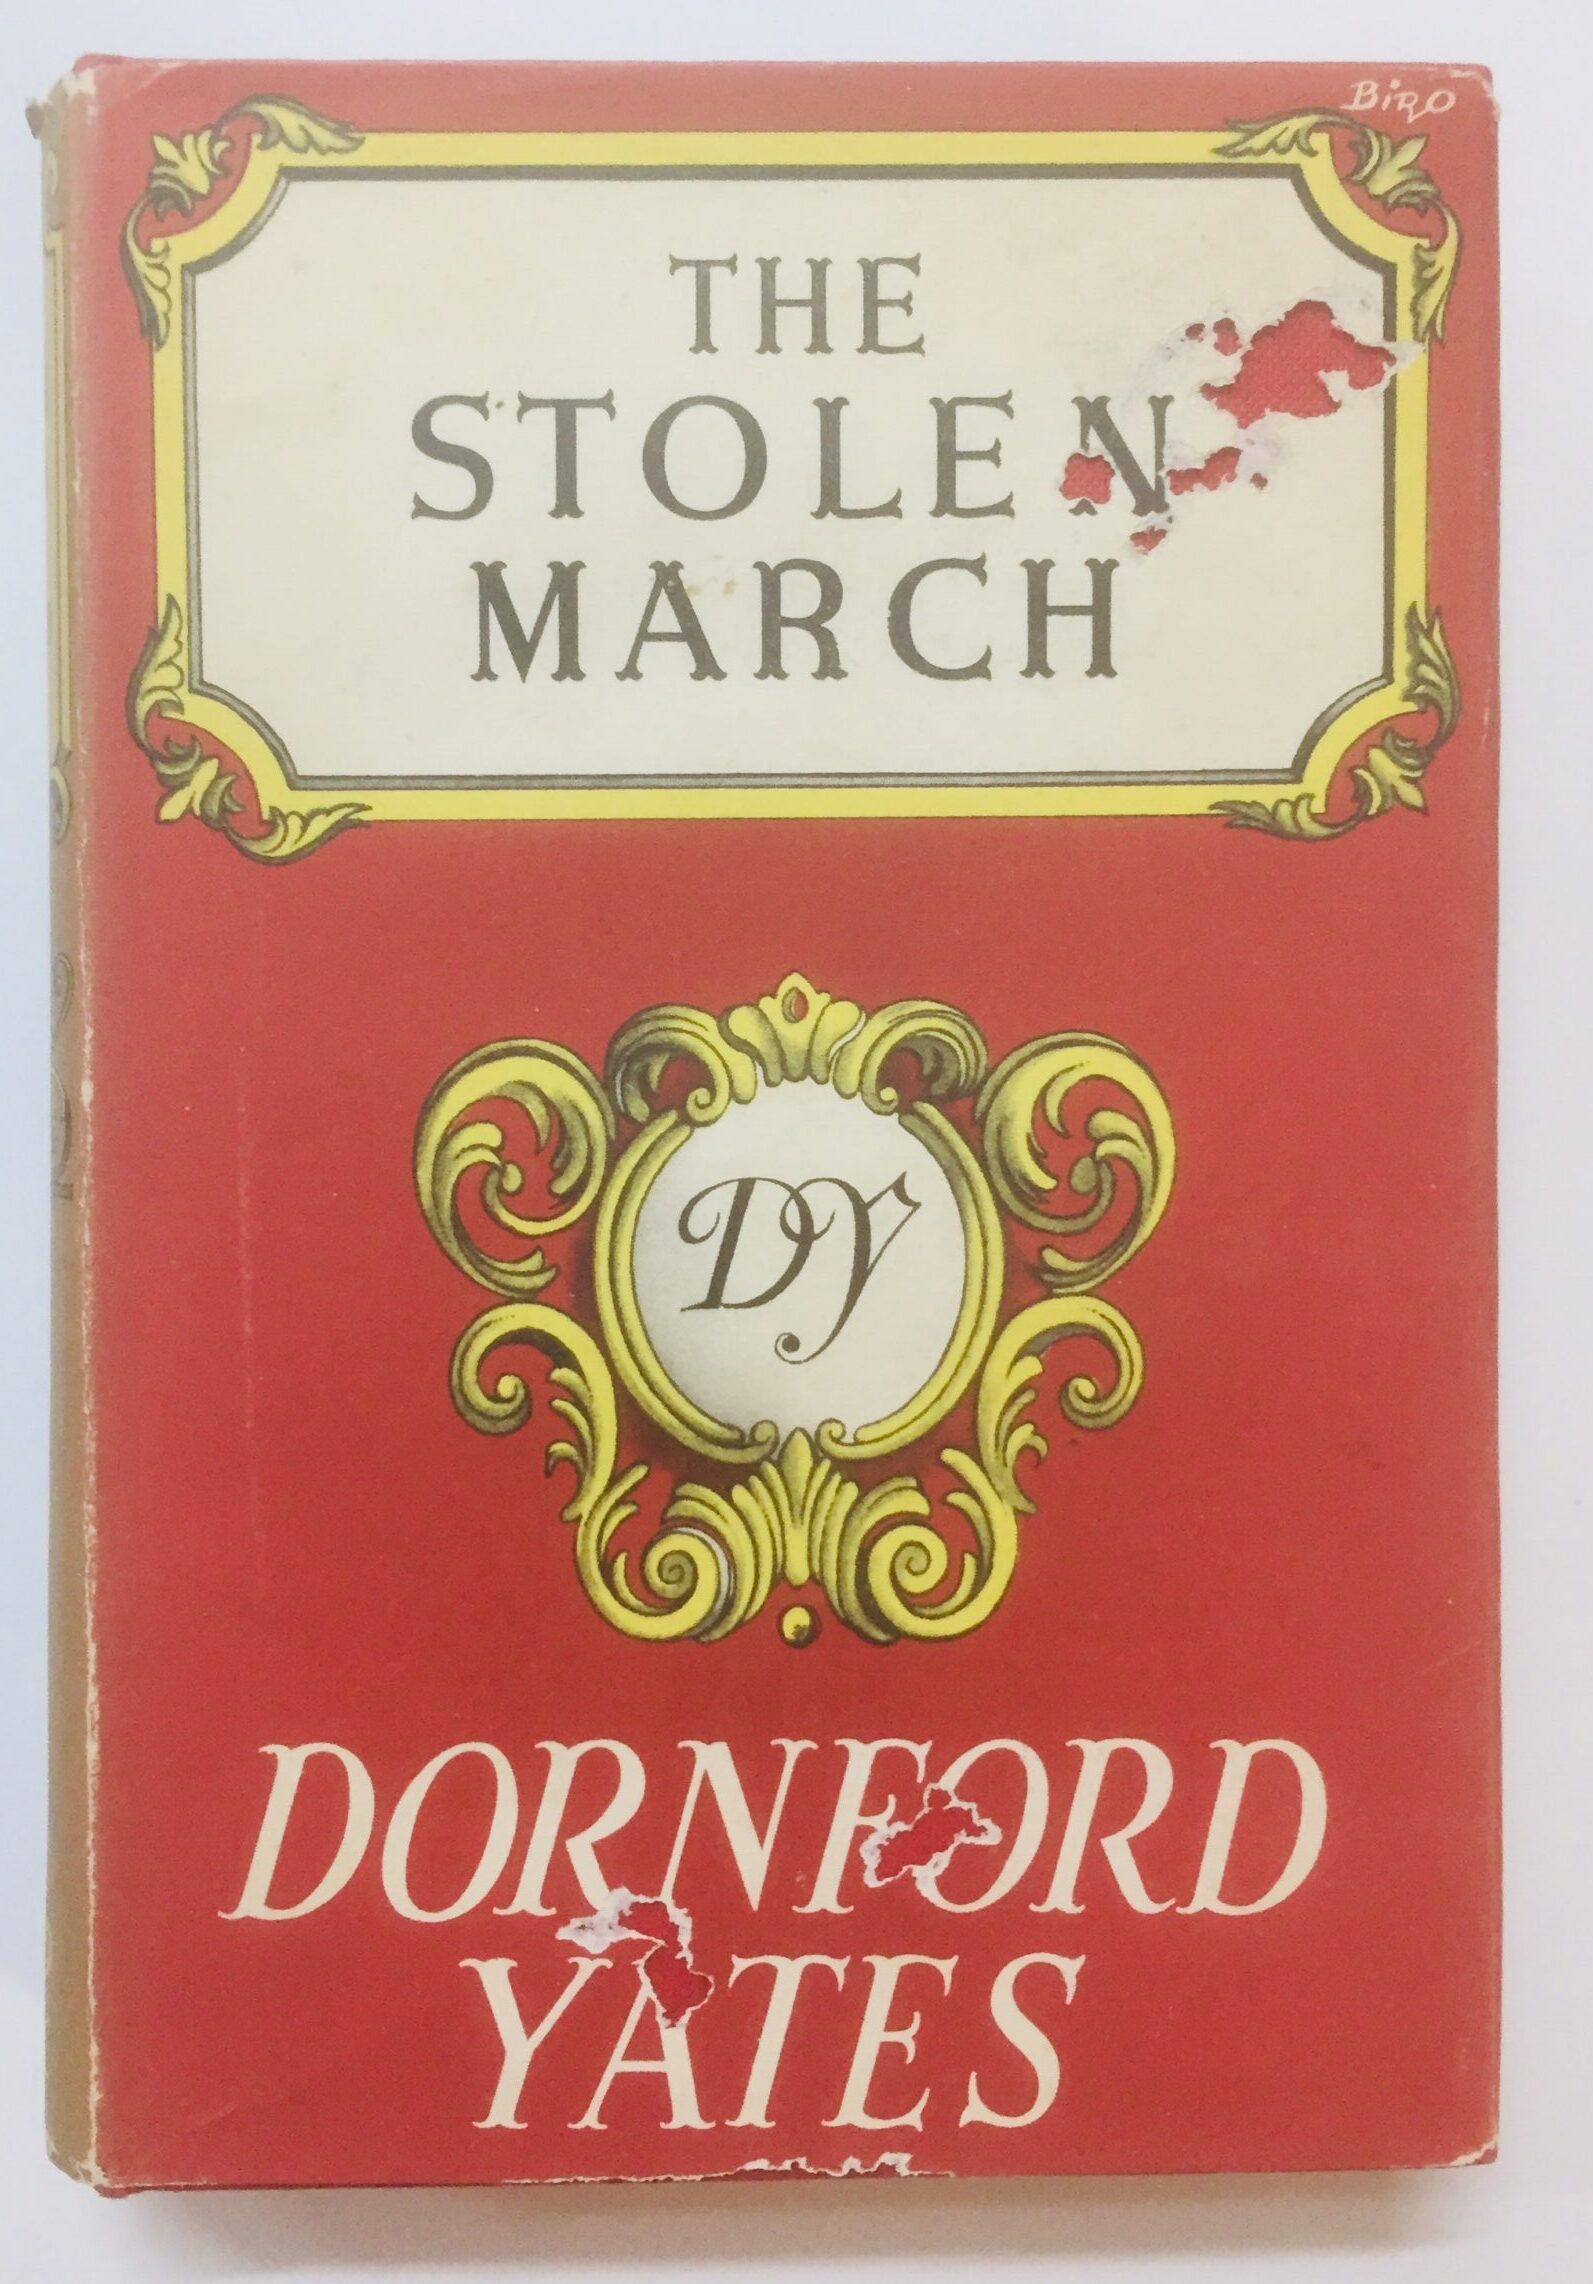 BIRO
THE
STOLEN
MARCH
DY
DORNFORD
YATES